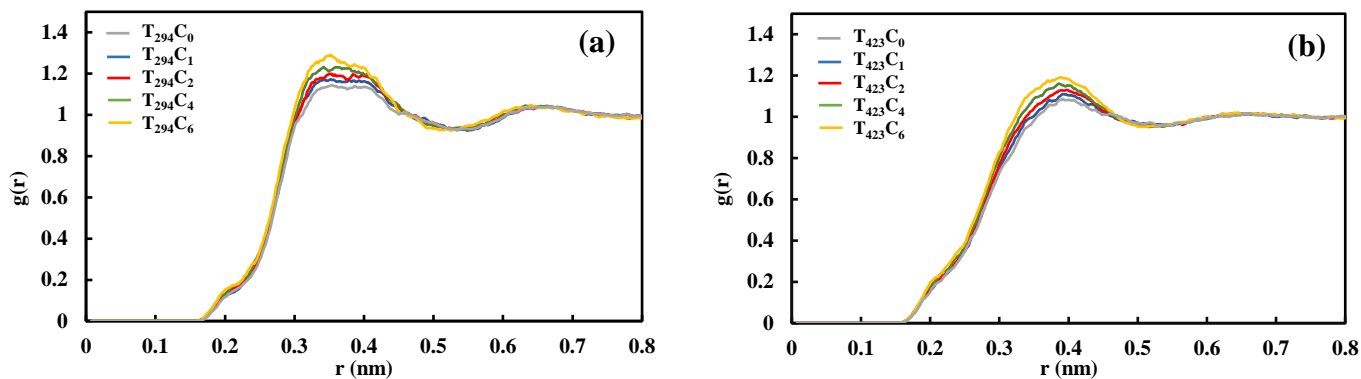 (a)
T₂₉₄C₀
T₂₉₄C₁
T₂₉₄C₂
T₂₉₄C₄
T₂₉₄C₆
g(r)
1.4
1.2
1
0.8
0.6
0.4
0.2
0
0 0.1 0.2 0.3 0.4 0.5 0.6 0.7 0.8
r (nm)
(b)
T₄₂₃C₀
T₄₂₃C₁
T₄₂₃C₂
T₄₂₃C₄
T₄₂₃C₆
g(r)
1.4
1.2
1
0.8
0.6
0.4
0.2
0
0 0.1 0.2 0.3 0.4 0.5 0.6 0.7 0.8
r (nm)